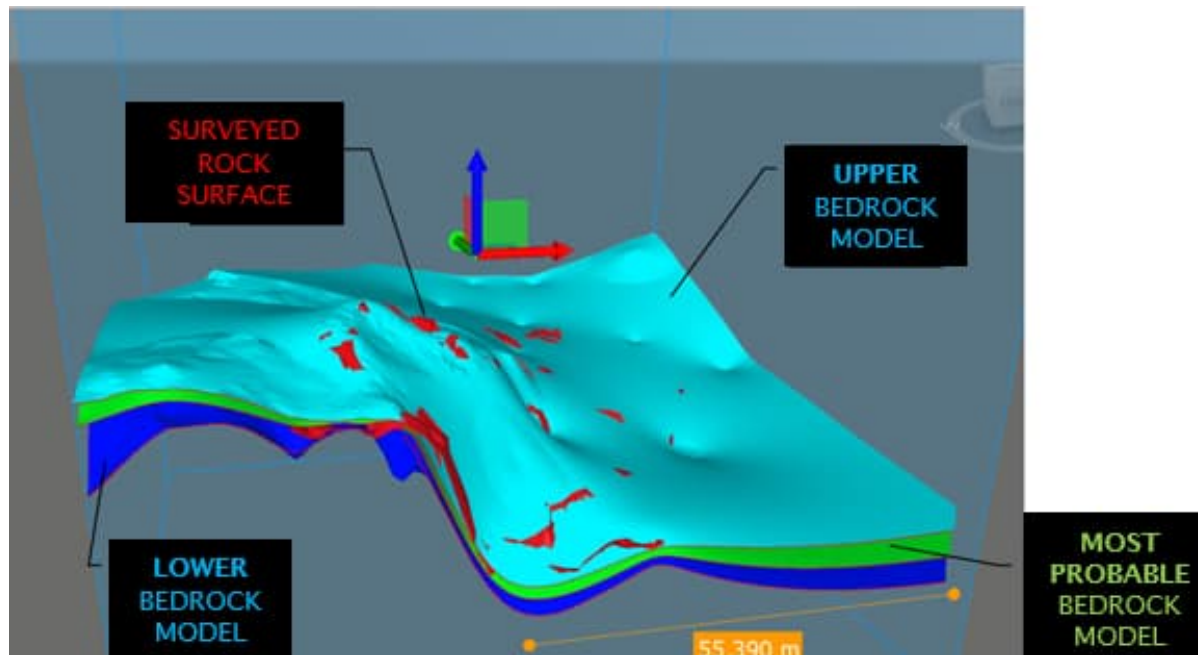 SURVEYED
ROCK
SURFACE
UPPER
BEDROCK
MODEL
LOWER
BEDROCK
MODEL
MOST
PROBABLE
BEDROCK
MODEL
55.390 m